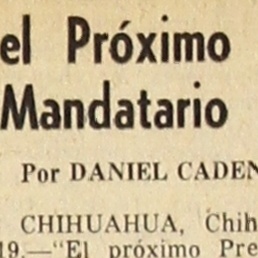 el Próximo
Mandatario
Por DANIEL CADEN
CHIHUAHUA, Chih
19.—"El próximo Pre